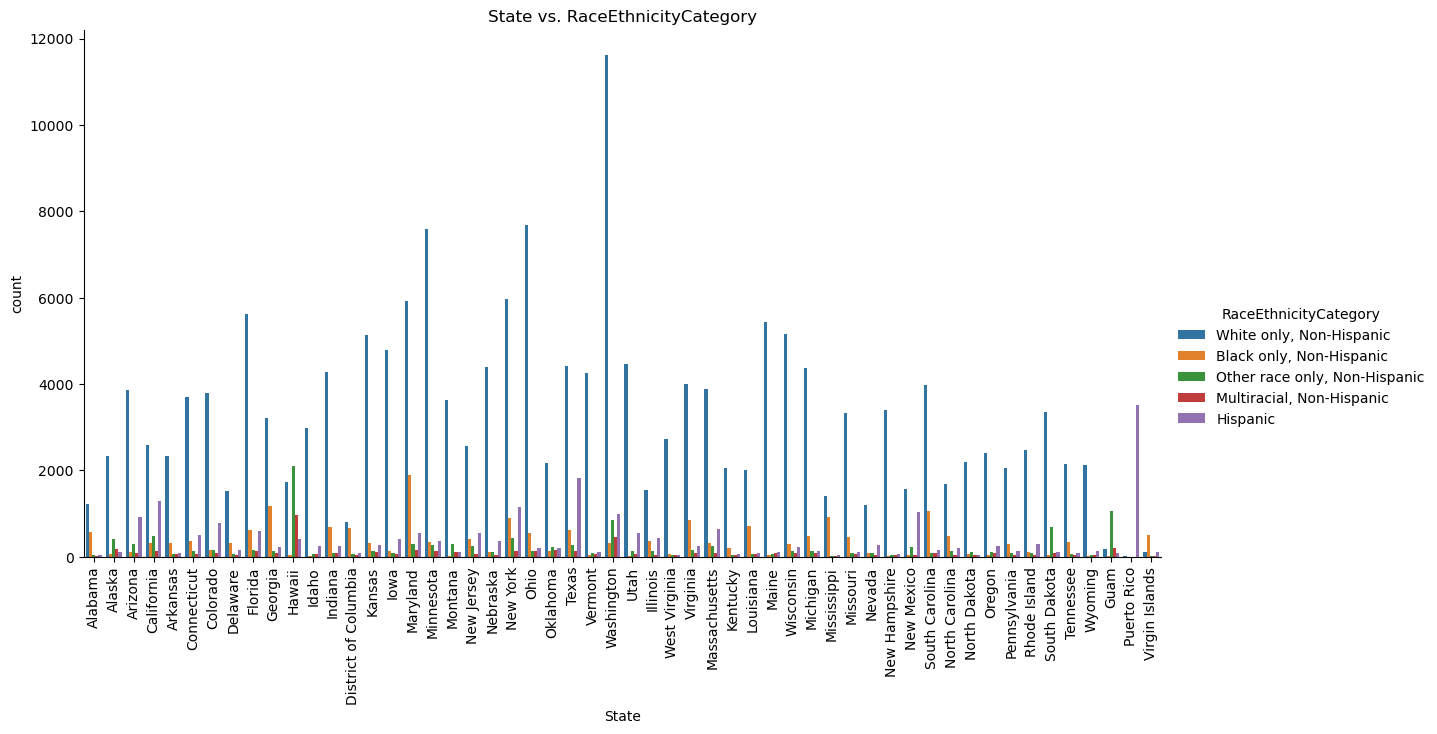 State vs. RaceEthnicityCategory
12000
10000
8000
6000
4000
2000
0
count
Alabama
Alaska
Arizona
California
Arkansas
Connecticut
Colorado
Delaware
Florida
Georgia
Hawaii
Idaho
Indiana
District of Columbia
Kansas
Iowa
Maryland
Minnesota
Montana
New Jersey
Nebraska
New York
Ohio
Oklahoma
Texas
Vermont
Washington
Utah
Illinois
West Virginia
Virginia
Massachusetts
Kentucky
Louisiana
Maine
Wisconsin
Michigan
Mississippi
Missouri
Nevada
New Hampshire
New Mexico
South Carolina
North Carolina
North Dakota
Oregon
Pennsylvania
Rhode Island
South Dakota
Tennessee
Wyoming
Guam
Puerto Rico
Virgin Islands
State
RaceEthnicityCategory
White only, Non-Hispanic
Black only, Non-Hispanic
Other race only, Non-Hispanic
Multiracial, Non-Hispanic
Hispanic